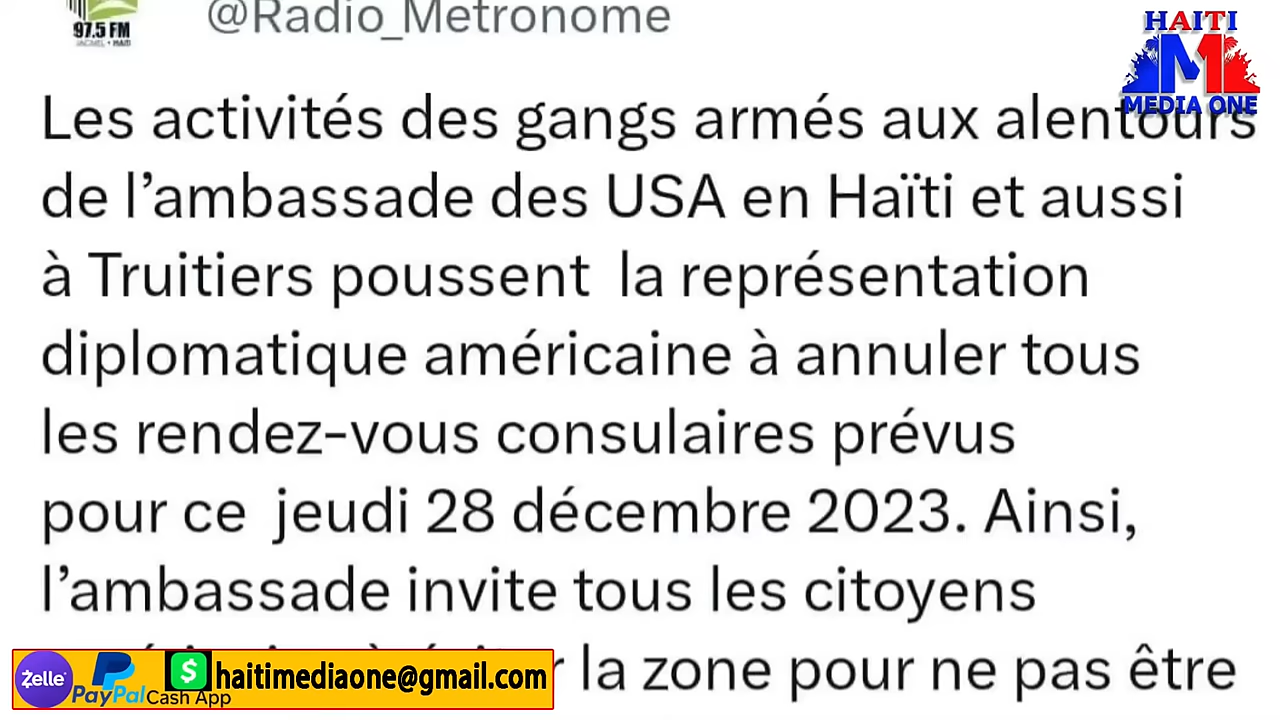 97.5 FM
JACMEL • HAITI
@Radio_Metronome
HAITI
M
MEDIA ONE
Les activités des gangs armés aux alentours
de l’ambassade des USA en Haïti et aussi
à Truitiers poussent la représentation
diplomatique américaine à annuler tous
les rendez-vous consulaires prévus
pour ce jeudi 28 décembre 2023. Ainsi,
l’ambassade invite tous les citoyens
la zone pour ne pas être
Zelle
PayPal
$
Cash App
haitimediaone@gmail.com